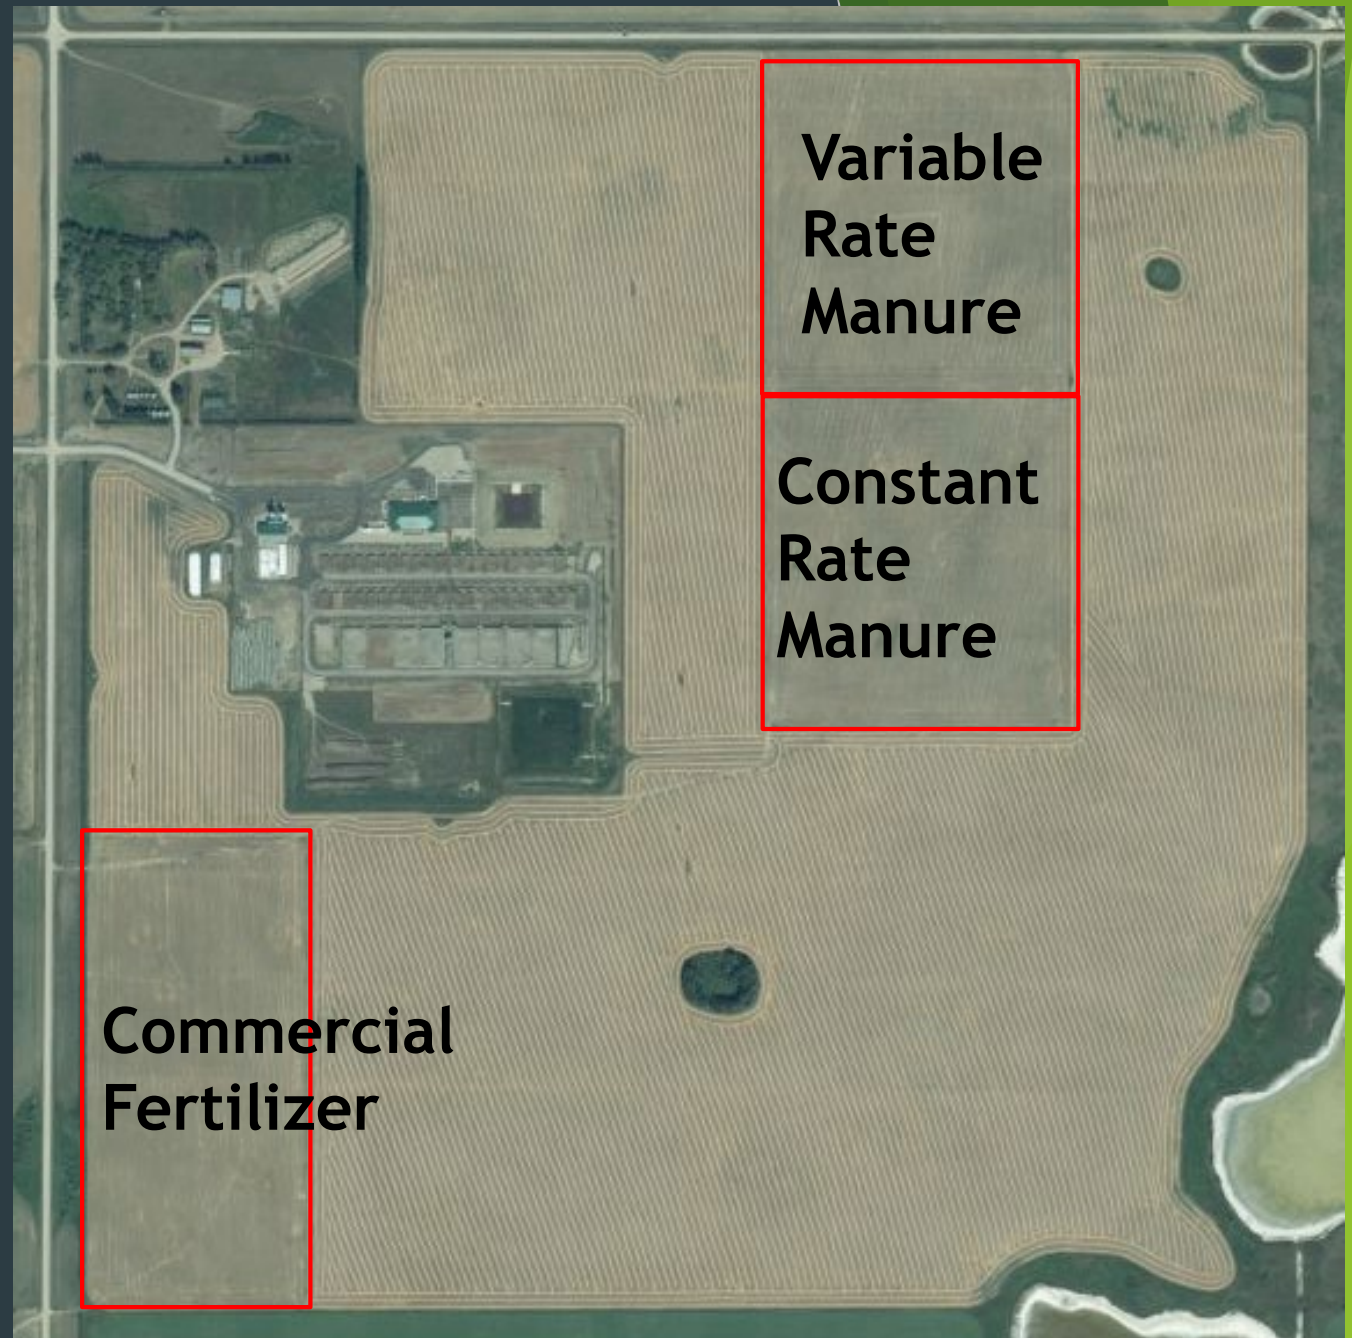 Variable
Rate
Manure
Constant
Rate
Manure
Commercial
Fertilizer